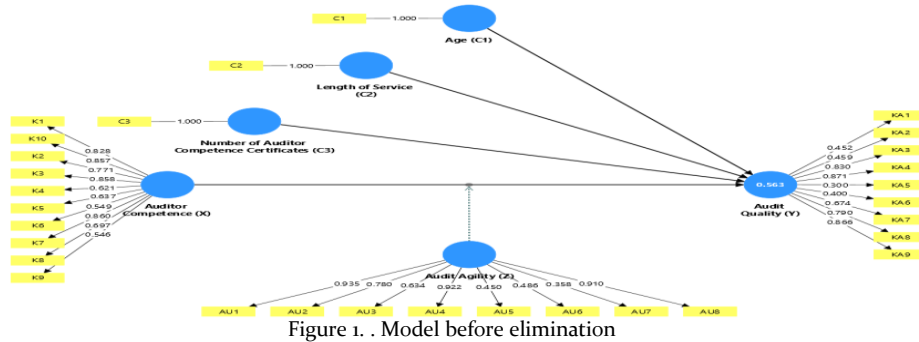 C1
1.000
Age (C1)
C2
1.000
Length of Service
(C2)
C3
1.000
Number of Auditor
Competence Certificates (C3)
K1
K10
K2
K3
K4
K5
K6
K7
K8
K9
0.828
0.857
0.771
0.858
0.621
0.637
0.549
0.860
0.697
0.546
Auditor
Competence (X)
0.563
Audit
Quality (Y)
0.452
0.459
0.830
0.871
0.300
0.400
0.674
0.790
0.866
KA1
KA2
KA3
KA4
KA5
KA6
KA7
KA8
KA9
Audit Agility (Z)
0.935 0.780 0.634 0.922 0.450 0.486 0.358 0.910
AU1 AU2 AU3 AU4 AU5 AU6 AU7 AU8
Figure 1. . Model before elimination